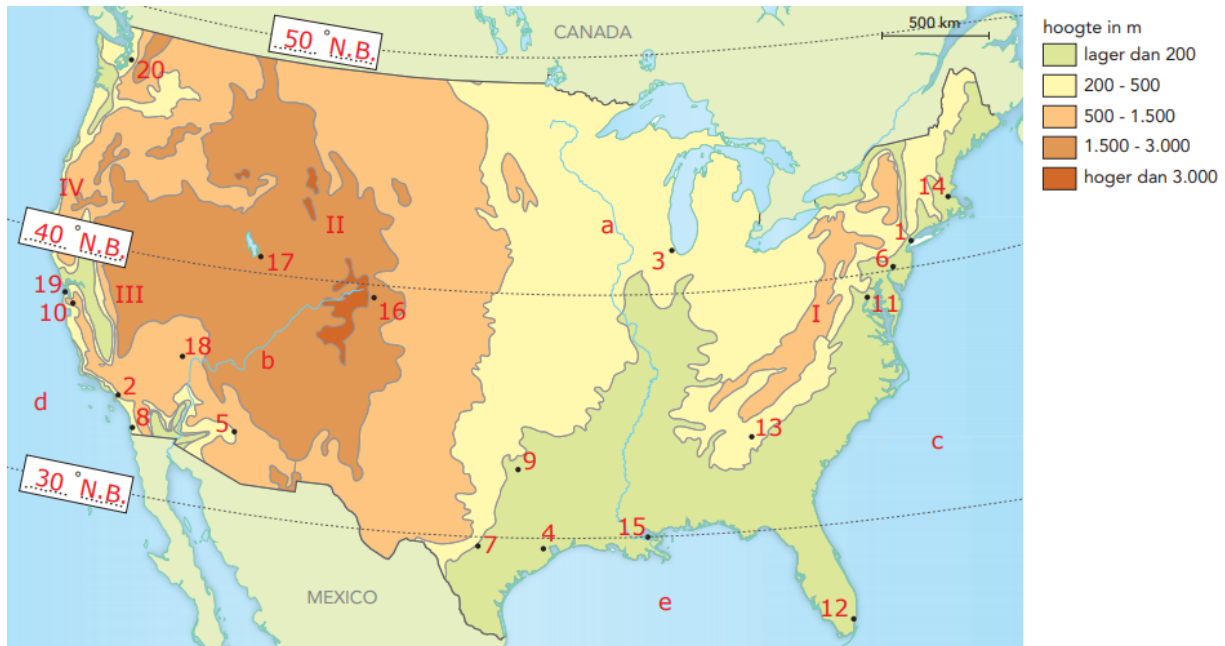 50 ° N.B.
CANADA
500 km
20
IV
II
a
3
14
1
6
40 ° N.B.
17
19
10
III
16
11
I
18
b
d
2
8
5
13
c
9
30 ° N.B.
7
4
15
MEXICO
e
12
hoogte in m
lager dan 200
200 - 500
500 - 1.500
1.500 - 3.000
hoger dan 3.000